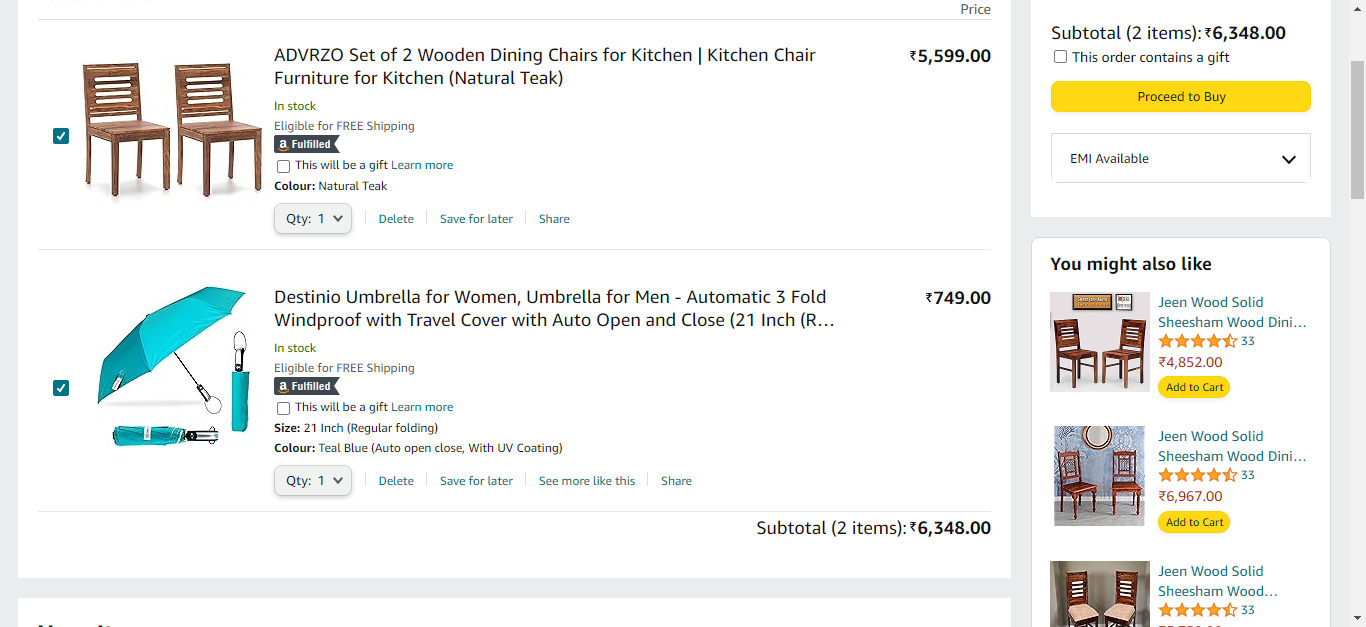 Price
ADVRZO Set of 2 Wooden Dining Chairs for Kitchen | Kitchen Chair
Furniture for Kitchen (Natural Teak)
₹5,599.00
In stock
Eligible for FREE Shipping
a Fulfilled
This will be a gift Learn more
Colour: Natural Teak
Qty: 1
Delete
Save for later
Share
Destinio Umbrella for Women, Umbrella for Men - Automatic 3 Fold
Windproof with Travel Cover with Auto Open and Close (21 Inch (R...
₹749.00
In stock
Eligible for FREE Shipping
a Fulfilled
This will be a gift Learn more
Size: 21 Inch (Regular folding)
Colour: Teal Blue (Auto open close, With UV Coating)
Qty: 1
Delete
Save for later
See more like this
Share
Subtotal (2 items): ₹6,348.00
Subtotal (2 items): ₹6,348.00
This order contains a gift
Proceed to Buy
EMI Available
You might also like
Jeen Wood Solid
Sheesham Wood Dini...
33
₹4,852.00
Add to Cart
Jeen Wood Solid
Sheesham Wood Dini...
33
₹6,967.00
Add to Cart
Jeen Wood Solid
Sheesham Wood...
33